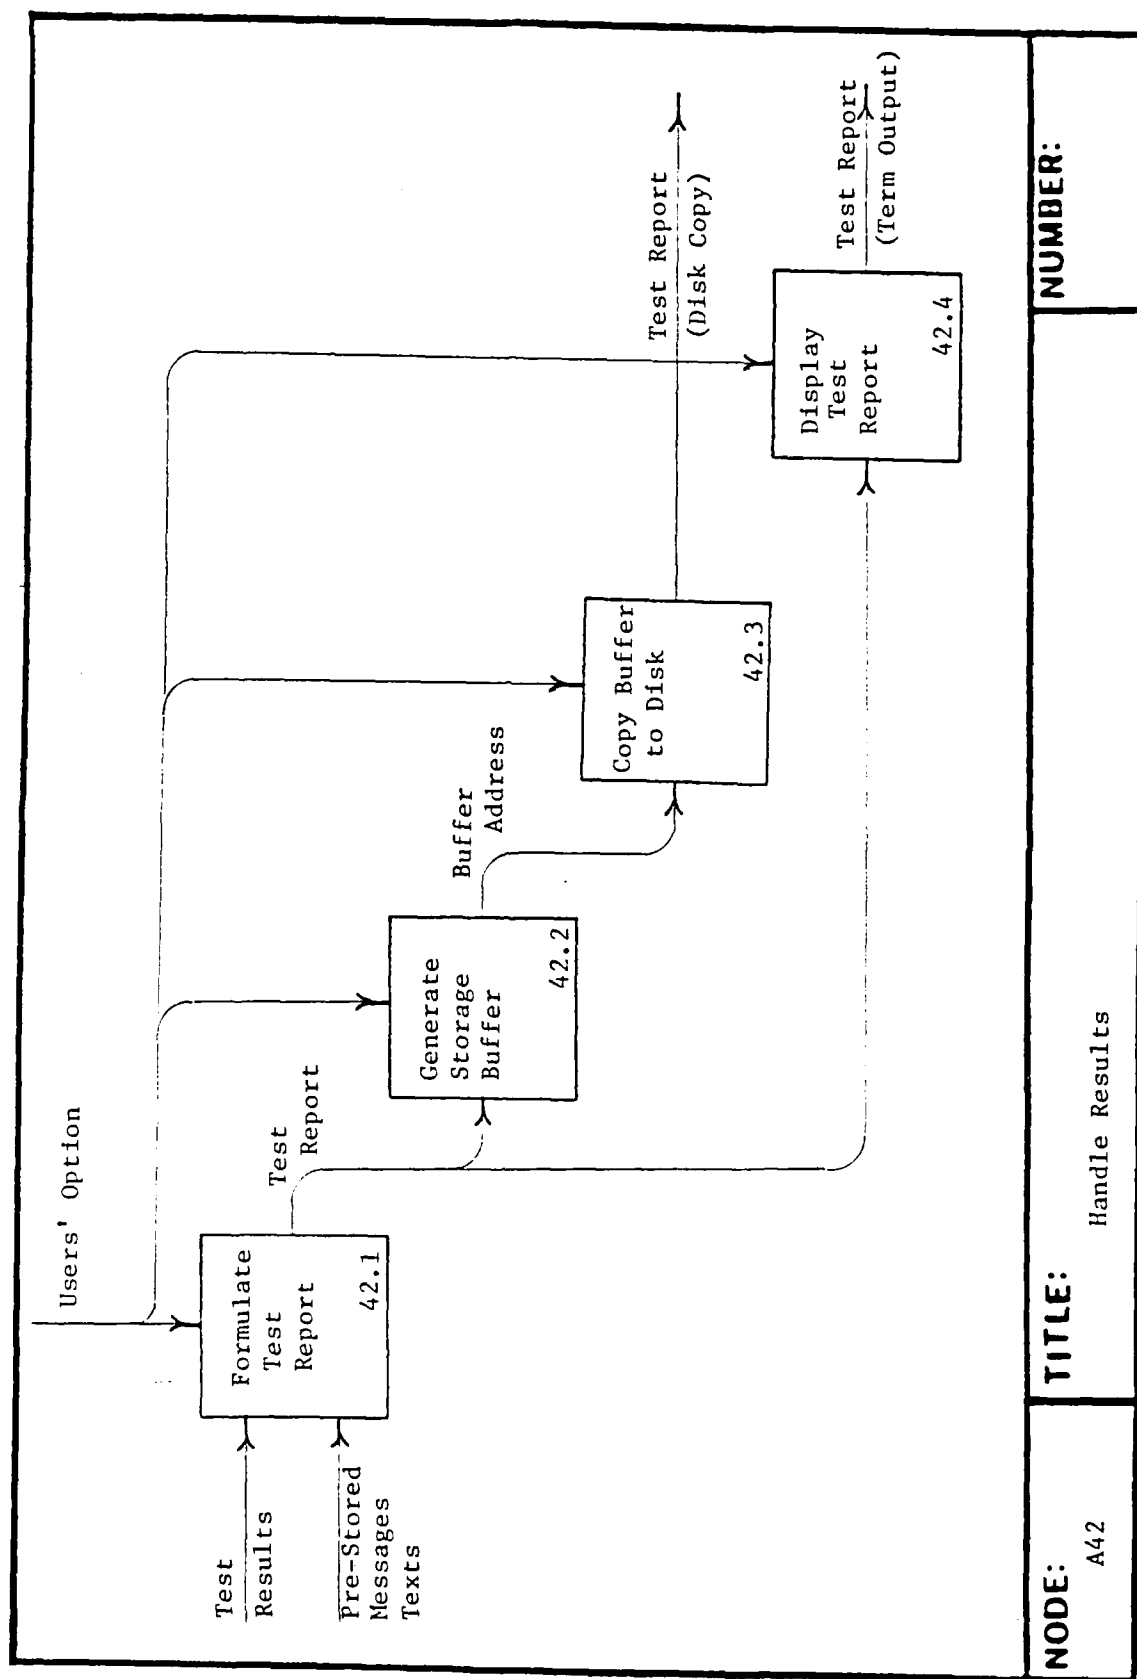 Users' Option
Test
Results
Pre-Stored
Messages
Texts
Formulate
Test
Report
42.1
Test
Report
Generate
Storage
Buffer
42.2
Buffer
Address
Copy Buffer
to Disk
42.3
Test Report
(Disk Copy)
Display
Test
Report
42.4
Test Report
(Term Output)
NODE:
A42
TITLE:
Handle Results
NUMBER: